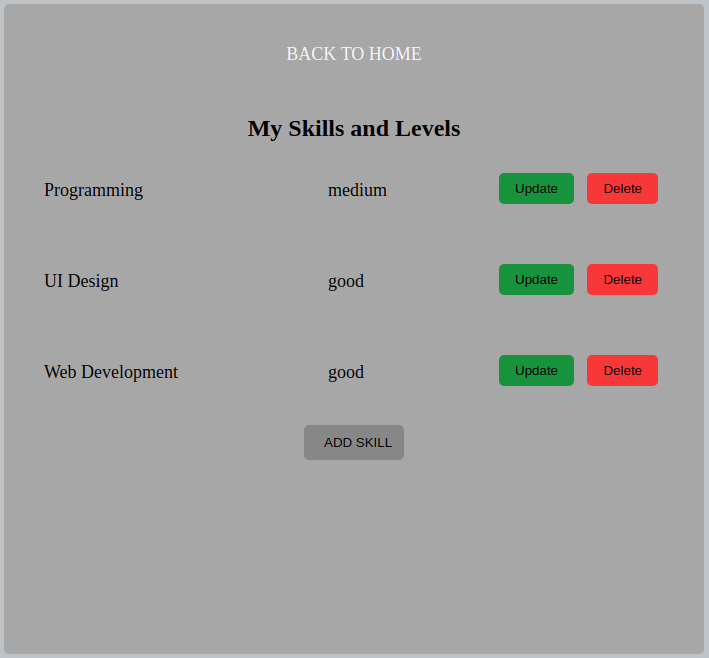 BACK TO HOME
My Skills and Levels
Programming medium Update Delete
UI Design good Update Delete
Web Development good Update Delete
ADD SKILL